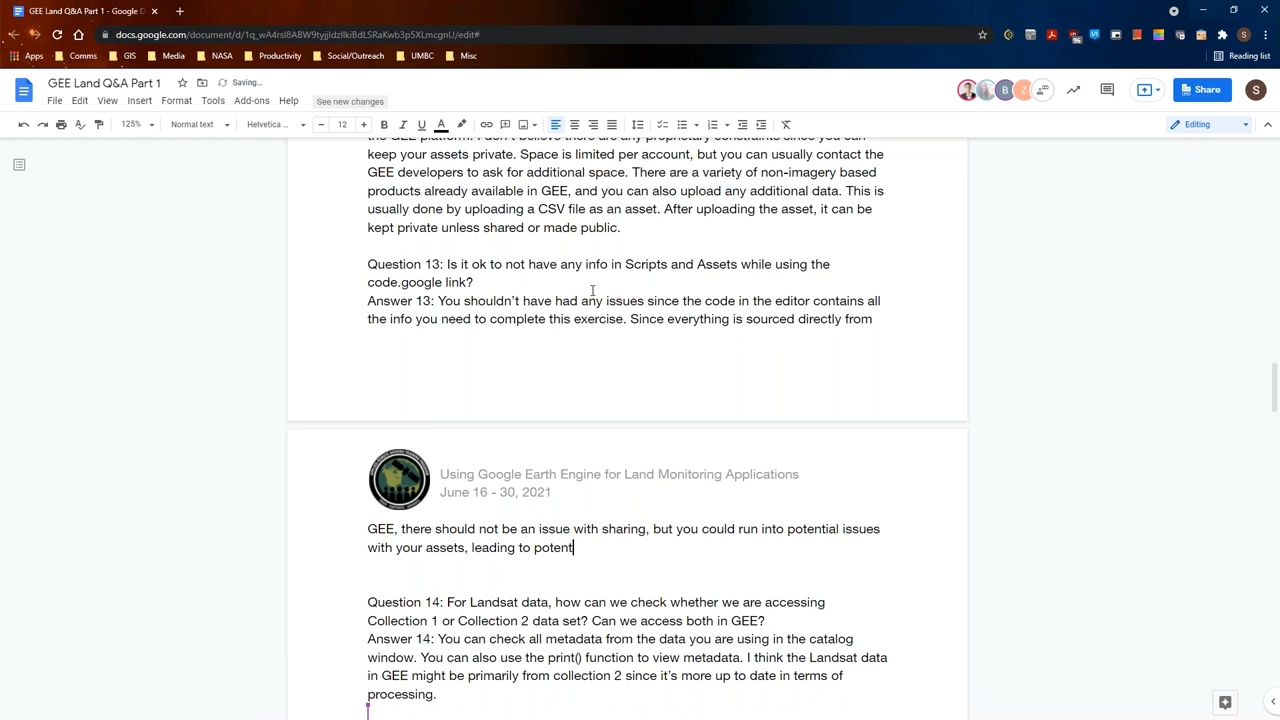 GEE Land Q&A Part 1 - Google D
docs.google.com/document/d/1q_wA4rsI8ABW9tyjjIdzIlkiBdLSRaKwb3p5XLmcgnU/edit#
Apps Comms GIS Media NASA Productivity Social/Outreach UMBC Misc Reading list
GEE Land Q&A Part 1 Saving...
File Edit View Insert Format Tools Add-ons Help See new changes
Share S
125% Normal text Helvetica ... 12 B I U A Editing
the GEE platform. I don't believe there are any proprietary constraints since you can
keep your assets private. Space is limited per account, but you can usually contact the
GEE developers to ask for additional space. There are a variety of non-imagery based
products already available in GEE, and you can also upload any additional data. This is
usually done by uploading a CSV file as an asset. After uploading the asset, it can be
kept private unless shared or made public.
Question 13: Is it ok to not have any info in Scripts and Assets while using the
code.google link?
Answer 13: You shouldn't have had any issues since the code in the editor contains all
the info you need to complete this exercise. Since everything is sourced directly from
Using Google Earth Engine for Land Monitoring Applications
June 16 - 30, 2021
GEE, there should not be an issue with sharing, but you could run into potential issues
with your assets, leading to potent
Question 14: For Landsat data, how can we check whether we are accessing
Collection 1 or Collection 2 data set? Can we access both in GEE?
Answer 14: You can check all metadata from the data you are using in the catalog
window. You can also use the print() function to view metadata. I think the Landsat data
in GEE might be primarily from collection 2 since it's more up to date in terms of
processing.